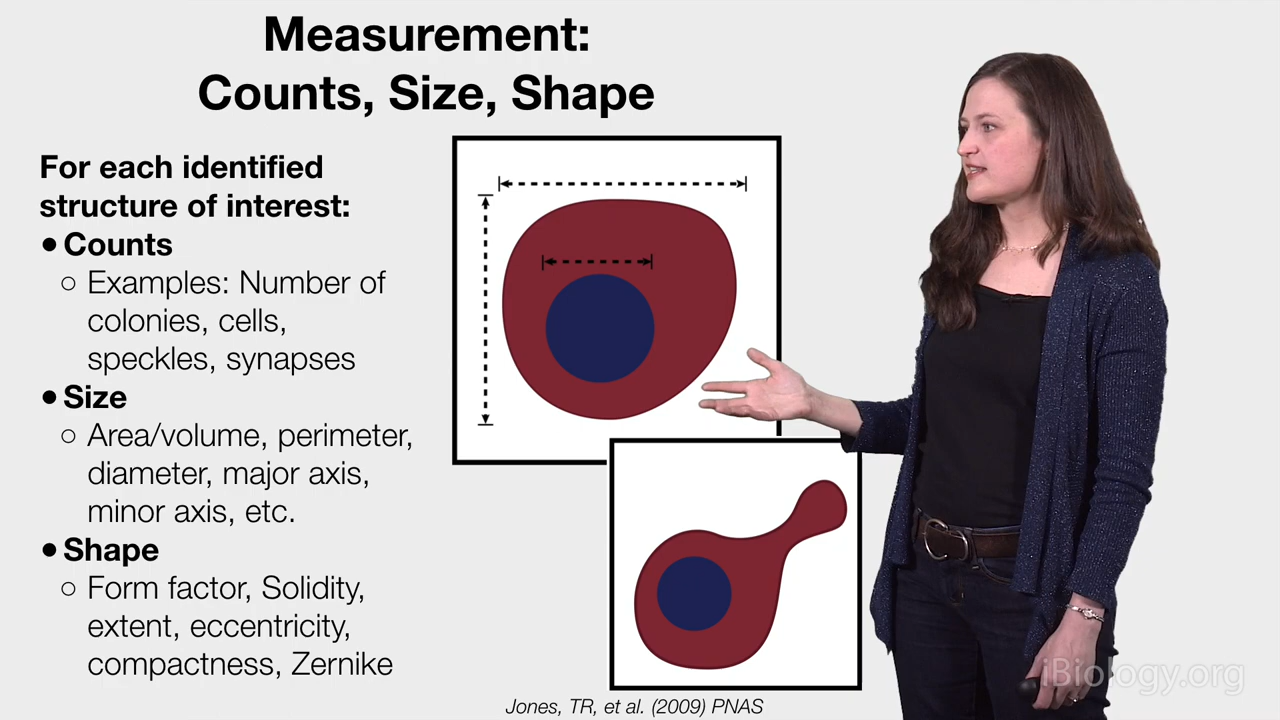 Measurement:
Counts, Size, Shape
For each identified
structure of interest:
• Counts
○ Examples: Number of
colonies, cells,
speckles, synapses
• Size
○ Area/volume, perimeter,
diameter, major axis,
minor axis, etc.
• Shape
○ Form factor, Solidity,
extent, eccentricity,
compactness, Zernike
Jones, TR, et al. (2009) PNAS
iBiology.org